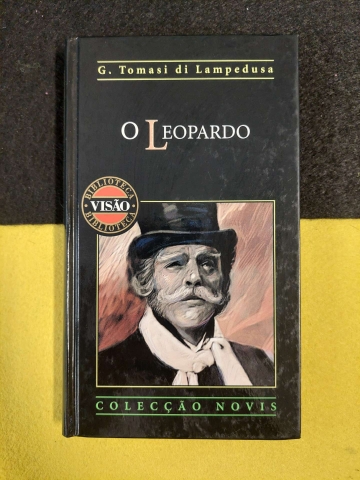 G. Tomasi di Lampedusa
O LEOPARDO
BIBLIOTECA
VISÃO
BIBLIOTECA
COLECÇÃO NOVIS